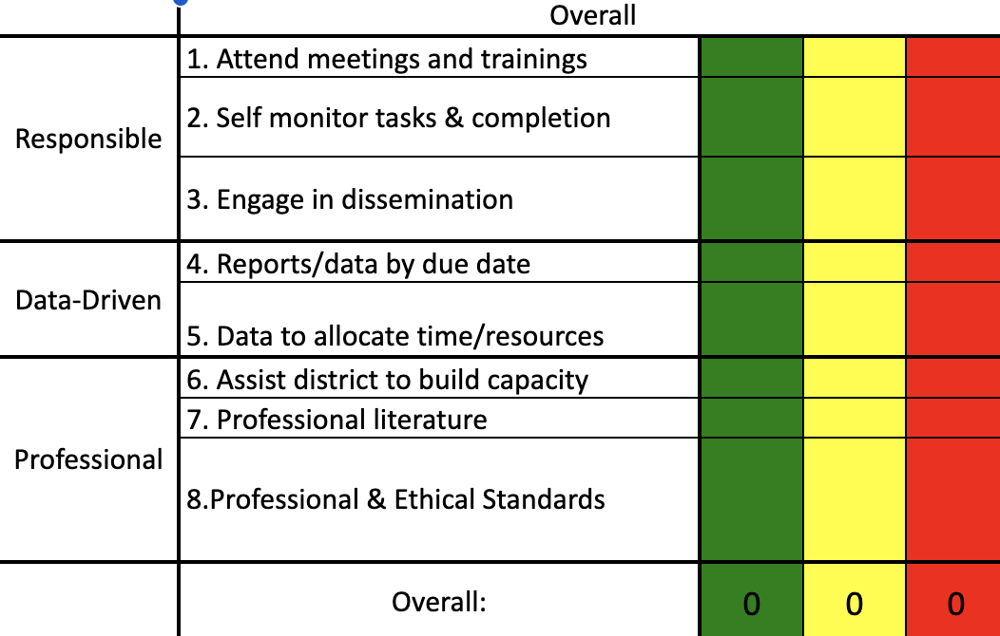 Overall
Responsible
1. Attend meetings and trainings
2. Self monitor tasks & completion
3. Engage in dissemination
Data-Driven
4. Reports/data by due date
5. Data to allocate time/resources
Professional
6. Assist district to build capacity
7. Professional literature
8.Professional & Ethical Standards
Overall: 0 0 0